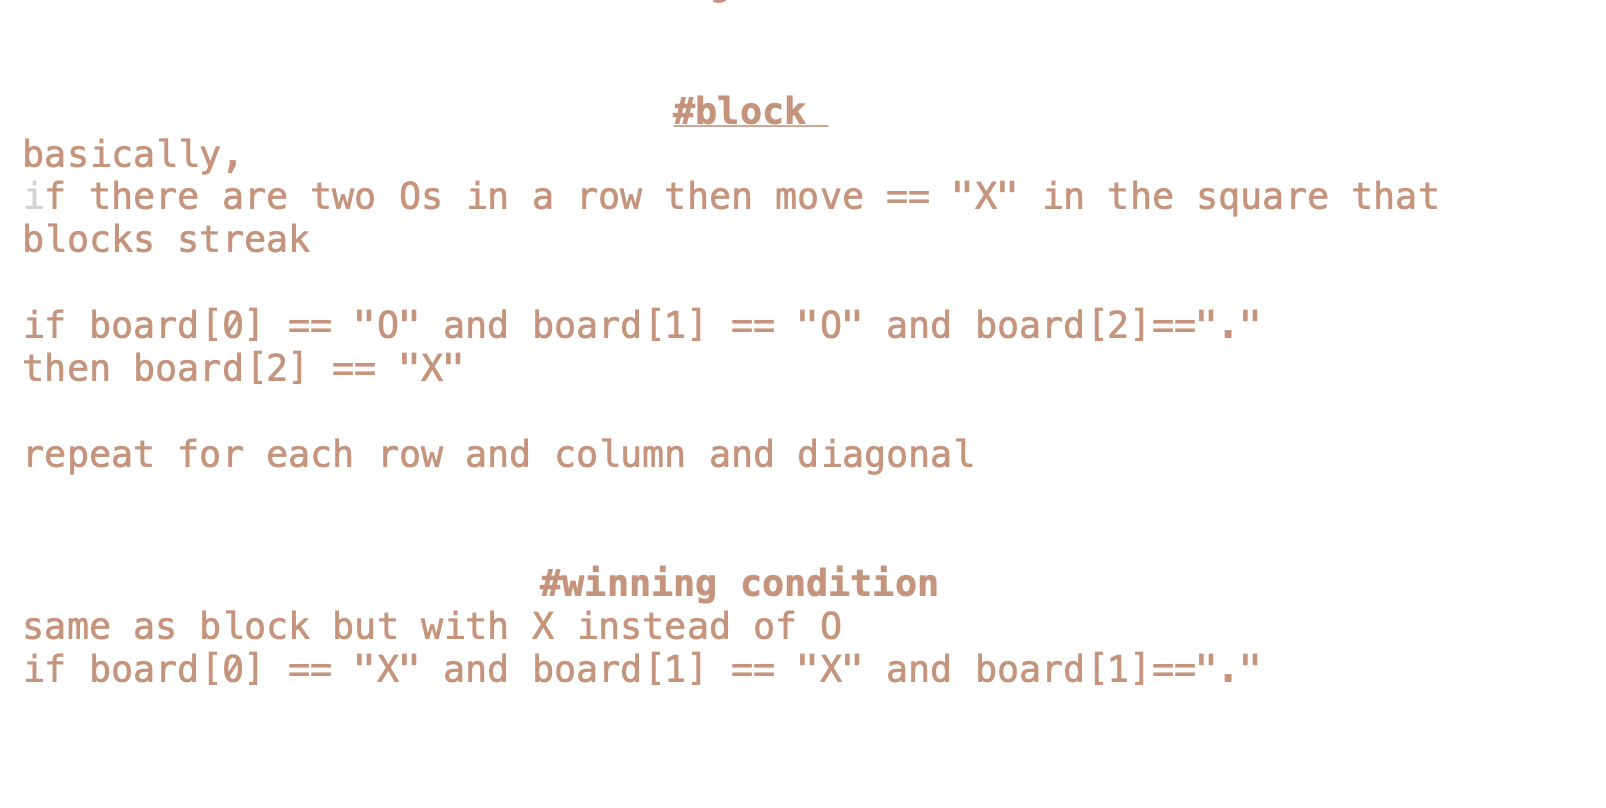 #block
basically,
if there are two Os in a row then move == "X" in the square that
blocks streak
if board[0] == "O" and board[1] == "O" and board[2]=="."
then board[2] == "X"
repeat for each row and column and diagonal
#winning condition
same as block but with X instead of O
if board[0] == "X" and board[1] == "X" and board[1]=="."